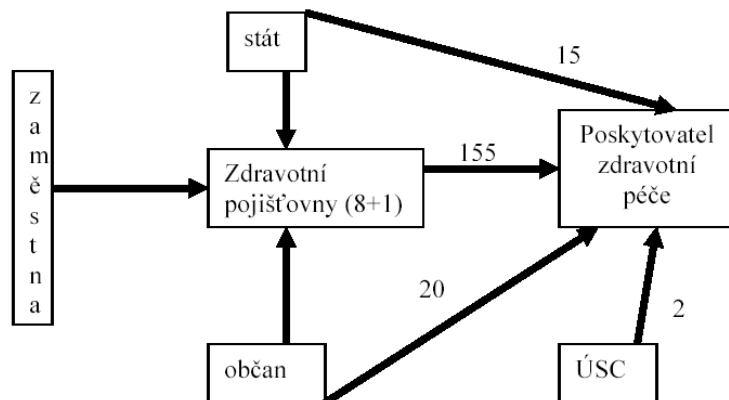 stát
15
z
a
m
ě
s
t
n
a
155
Zdravotní
pojišťovny (8+1)
Poskytovatel
zdravotní
péče
20
2
občan
ÚSC